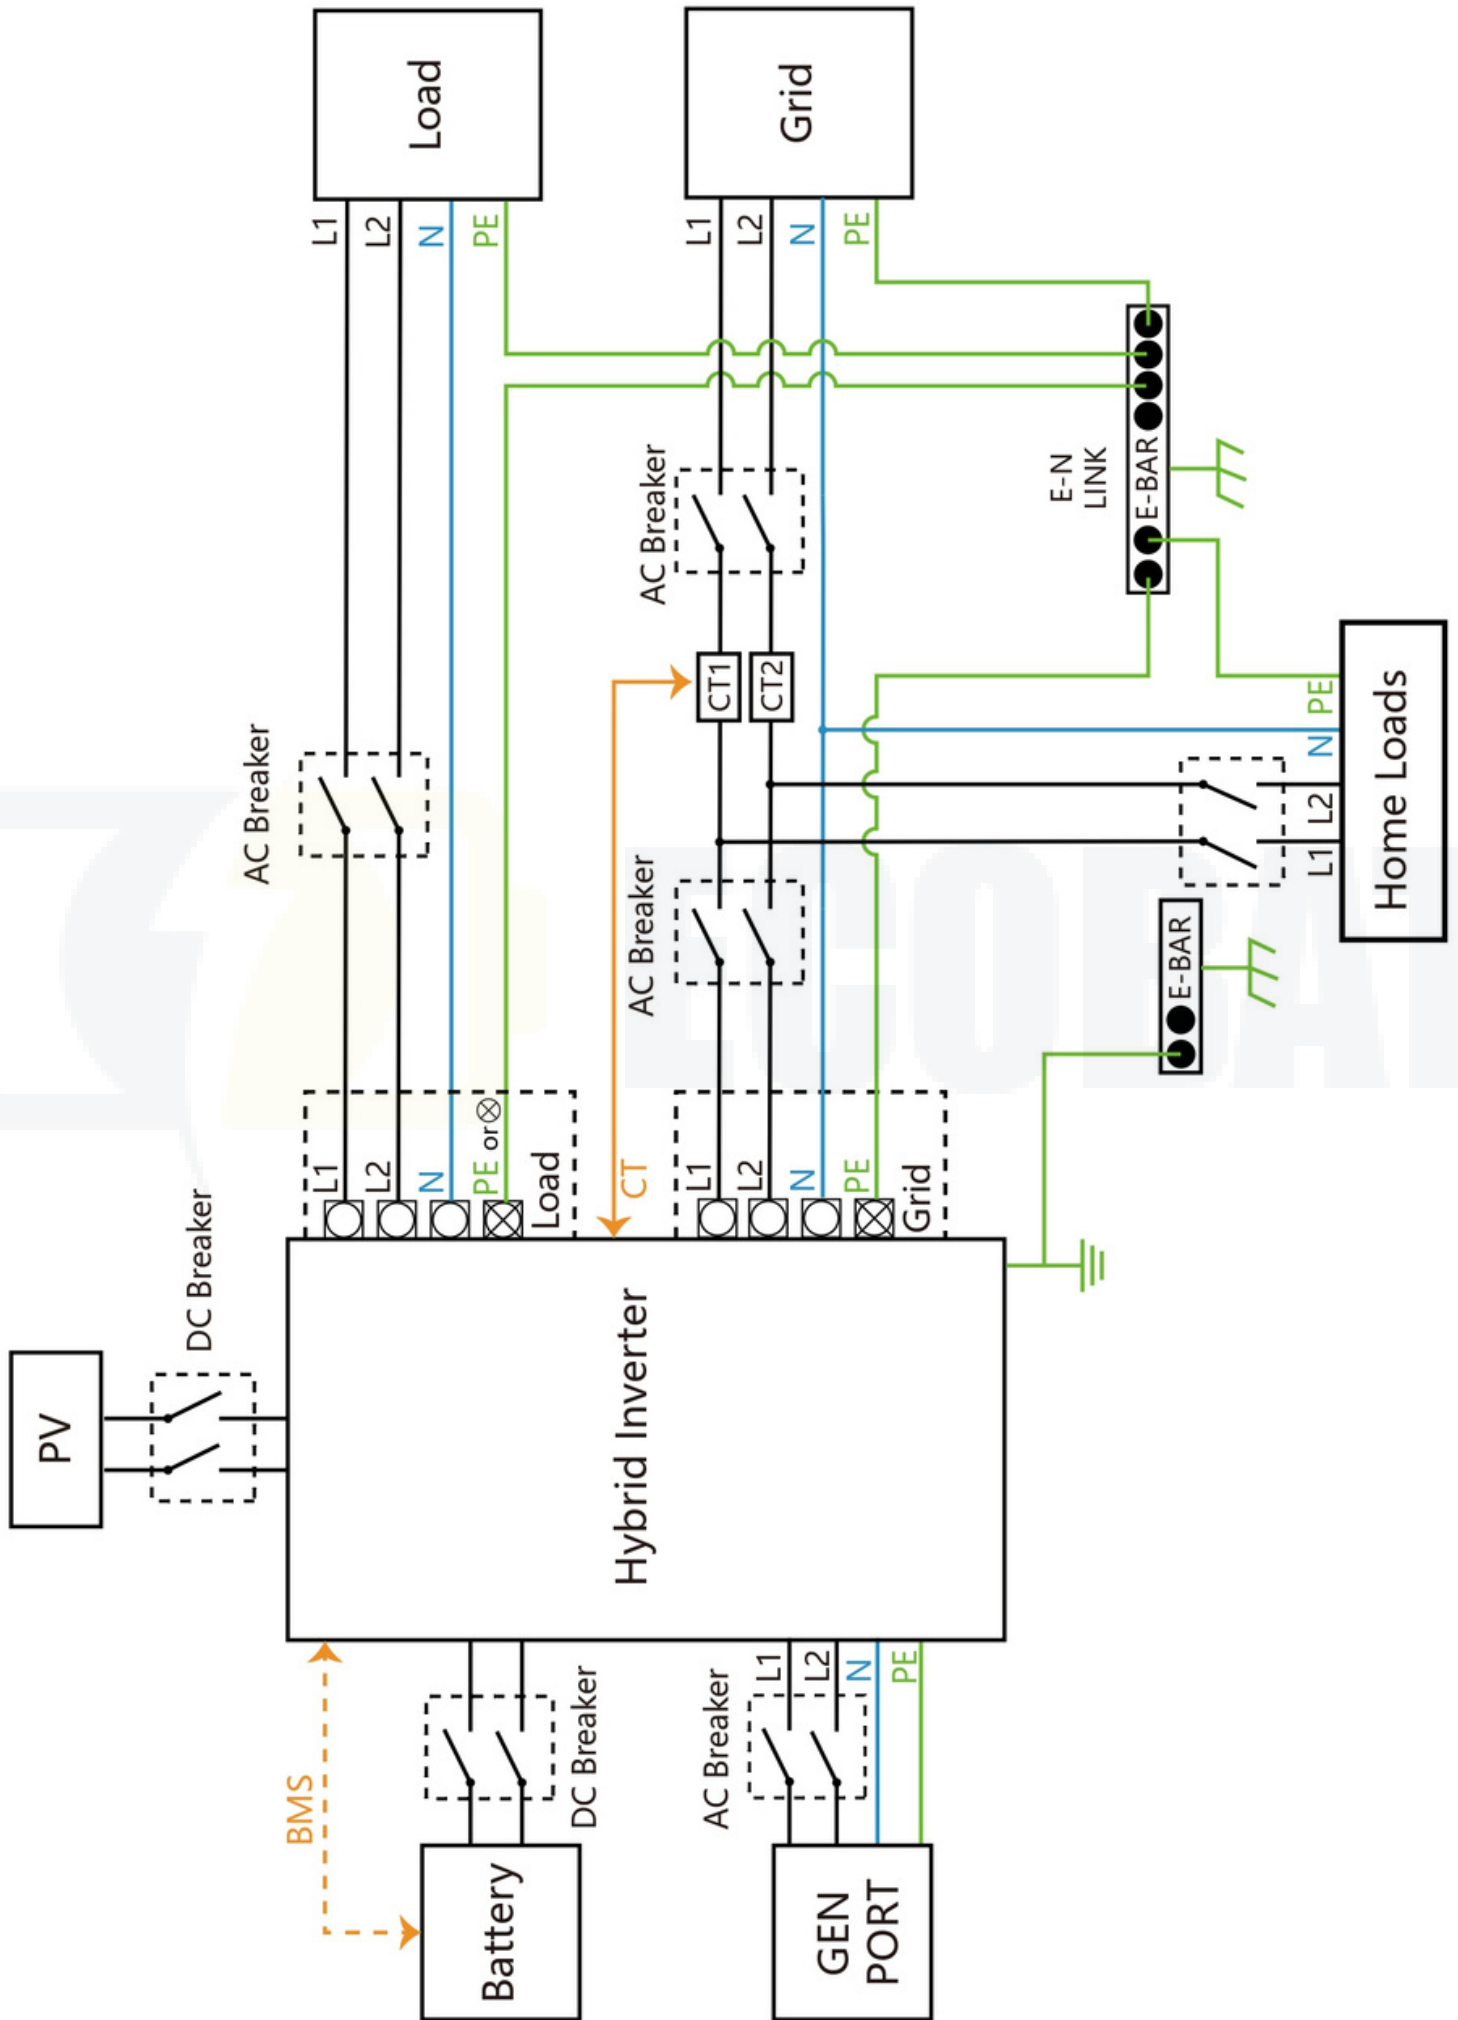 PV
DC Breaker
AC Breaker
BMS
L1
L1
L2
L2
Load
N
N
PE or
PE
Load
Battery
DC Breaker
Hybrid Inverter
CT
AC Breaker
AC Breaker
L1
CT1
L1
L2
CT2
L2
AC Breaker
L1
N
N
Grid
L2
PE
PE
N
Grid
PE
GEN
PORT
E-N
LINK
E-BAR
E-BAR
L1
L2
N
PE
Home Loads